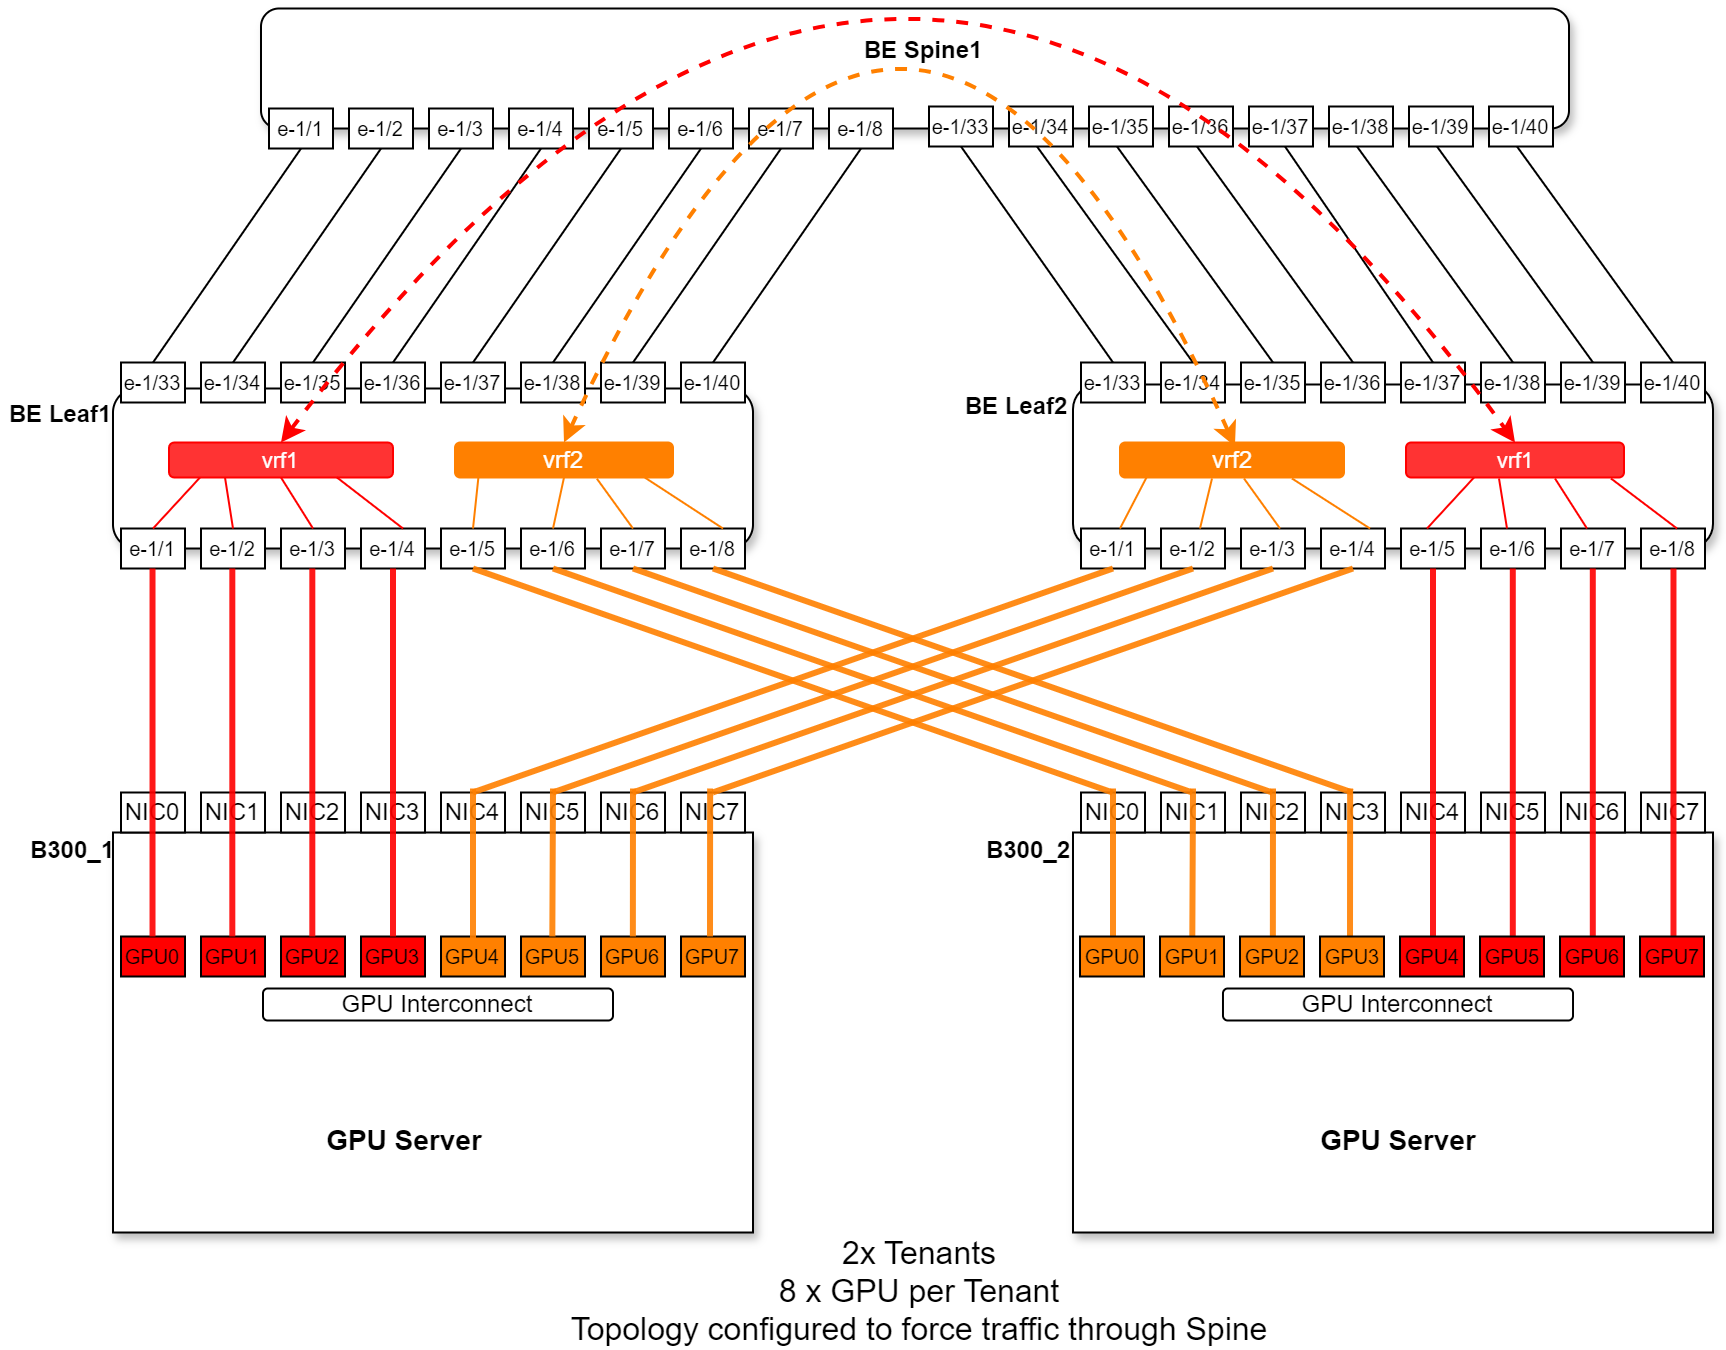 BE Spine1
e-1/1 e-1/2 e-1/3 e-1/4 e-1/5 e-1/6 e-1/7 e-1/8 e-1/33 e-1/34 e-1/35 e-1/36 e-1/37 e-1/38 e-1/39 e-1/40
e-1/33 e-1/34 e-1/35 e-1/36 e-1/37 e-1/38 e-1/39 e-1/40 e-1/33 e-1/34 e-1/35 e-1/36 e-1/37 e-1/38 e-1/39 e-1/40
BE Leaf1 BE Leaf2
vrf1 vrf2 vrf2 vrf1
e-1/1 e-1/2 e-1/3 e-1/4 e-1/5 e-1/6 e-1/7 e-1/8 e-1/1 e-1/2 e-1/3 e-1/4 e-1/5 e-1/6 e-1/7 e-1/8
NIC0 NIC1 NIC2 NIC3 NIC4 NIC5 NIC6 NIC7 NIC0 NIC1 NIC2 NIC3 NIC4 NIC5 NIC6 NIC7
B300_1 B300_2
GPU0 GPU1 GPU2 GPU3 GPU4 GPU5 GPU6 GPU7 GPU0 GPU1 GPU2 GPU3 GPU4 GPU5 GPU6 GPU7
GPU Interconnect GPU Interconnect
GPU Server GPU Server
2x Tenants
8 x GPU per Tenant
Topology configured to force traffic through Spine